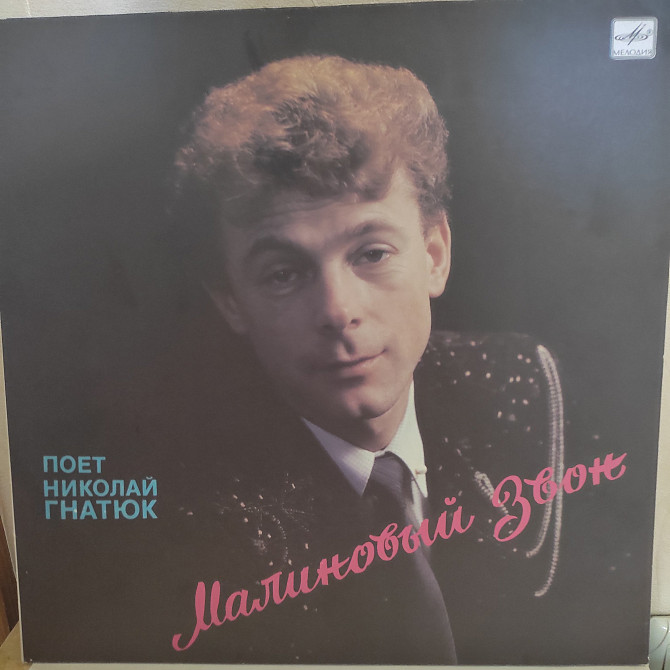 МЕЛОДИЯ
ПОЕТ
НИКОЛАЙ
ГНАТЮК
Малиновый Звон